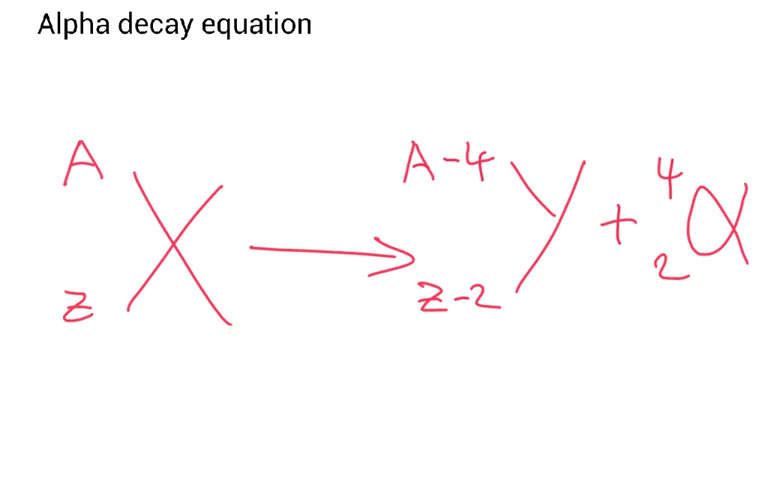 Alpha decay equation
A X Z → A-4 Y Z-2 + 4 2 α